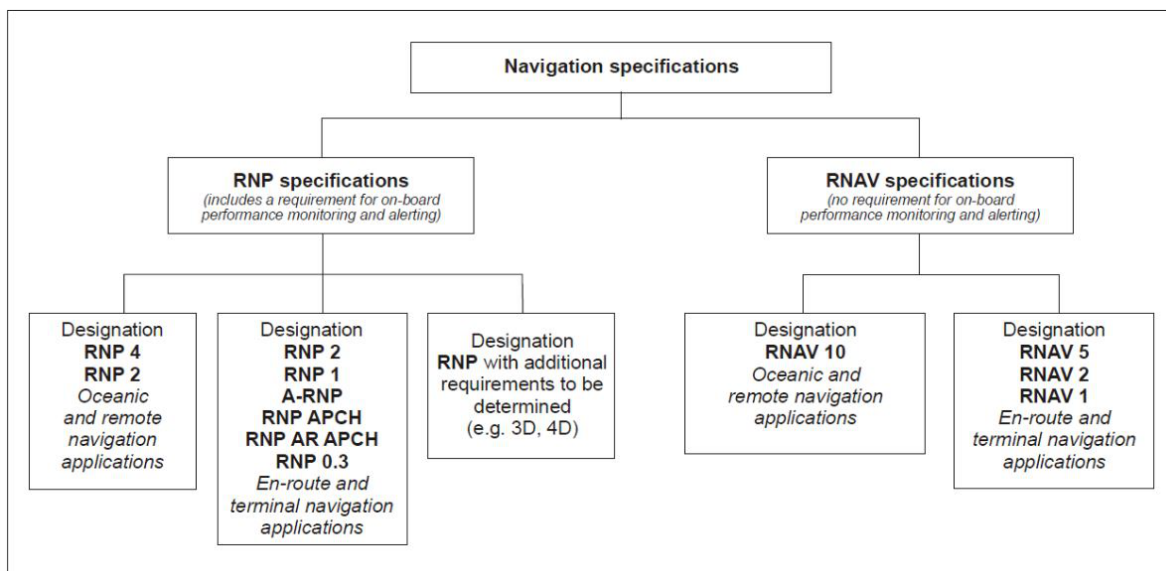 Navigation specifications
RNP specifications
(includes a requirement for on-board
performance monitoring and alerting)
RNAV specifications
(no requirement for on-board
performance monitoring and alerting)
Designation
RNP 4
RNP 2
Oceanic
and remote
navigation
applications
Designation
RNP 2
RNP 1
A-RNP
RNP APCH
RNP AR APCH
RNP 0.3
En-route and
terminal navigation
applications
Designation
RNP with additional
requirements to be
determined
(e.g. 3D, 4D)
Designation
RNAV 10
Oceanic and
remote navigation
applications
Designation
RNAV 5
RNAV 2
RNAV 1
En-route and
terminal navigation
applications